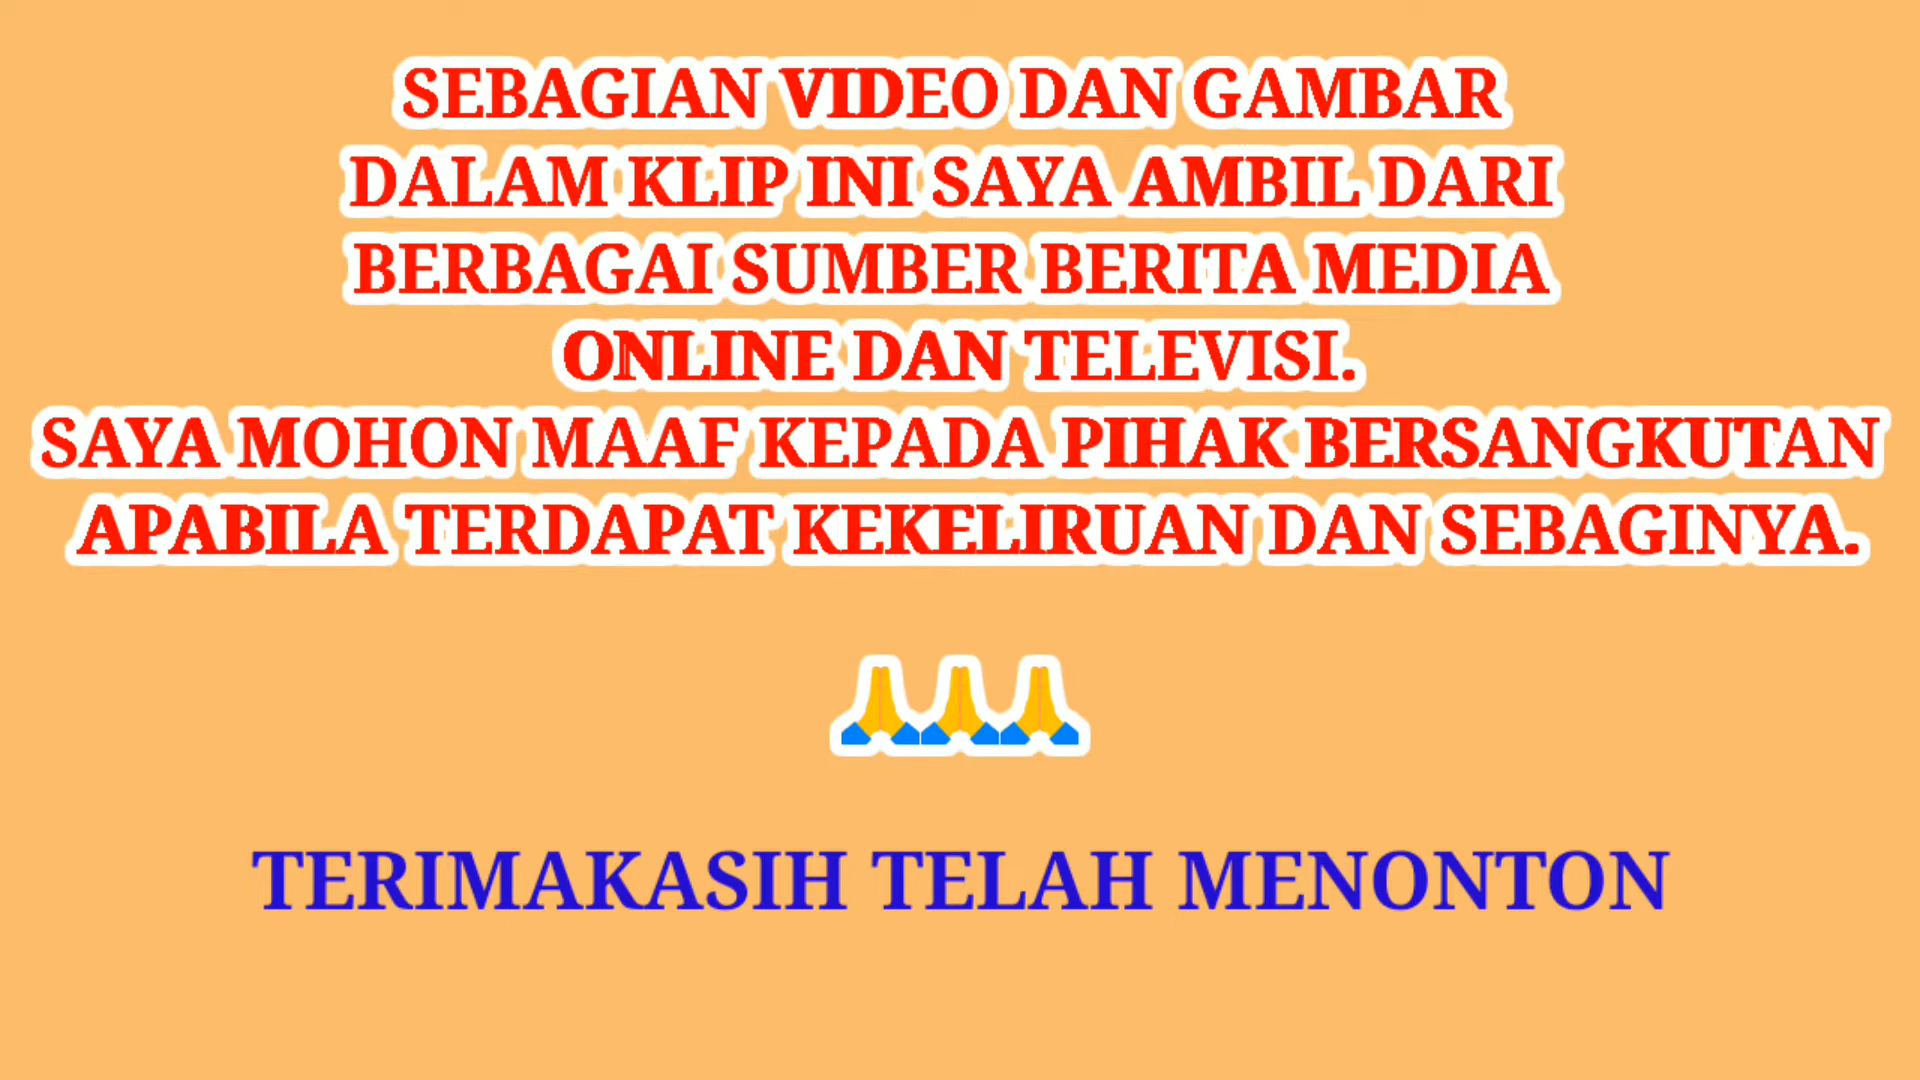 SEBAGIAN VIDEO DAN GAMBAR
DALAM KLIP INI SAYA AMBIL DARI
BERBAGAI SUMBER BERITA MEDIA
ONLINE DAN TELEVISI.
SAYA MOHON MAAF KEPADA PIHAK BERSANGKUTAN
APABILA TERDAPAT KEKELIRUAN DAN SEBAGINYA.
🙏🙏🙏
TERIMAKASIH TELAH MENONTON